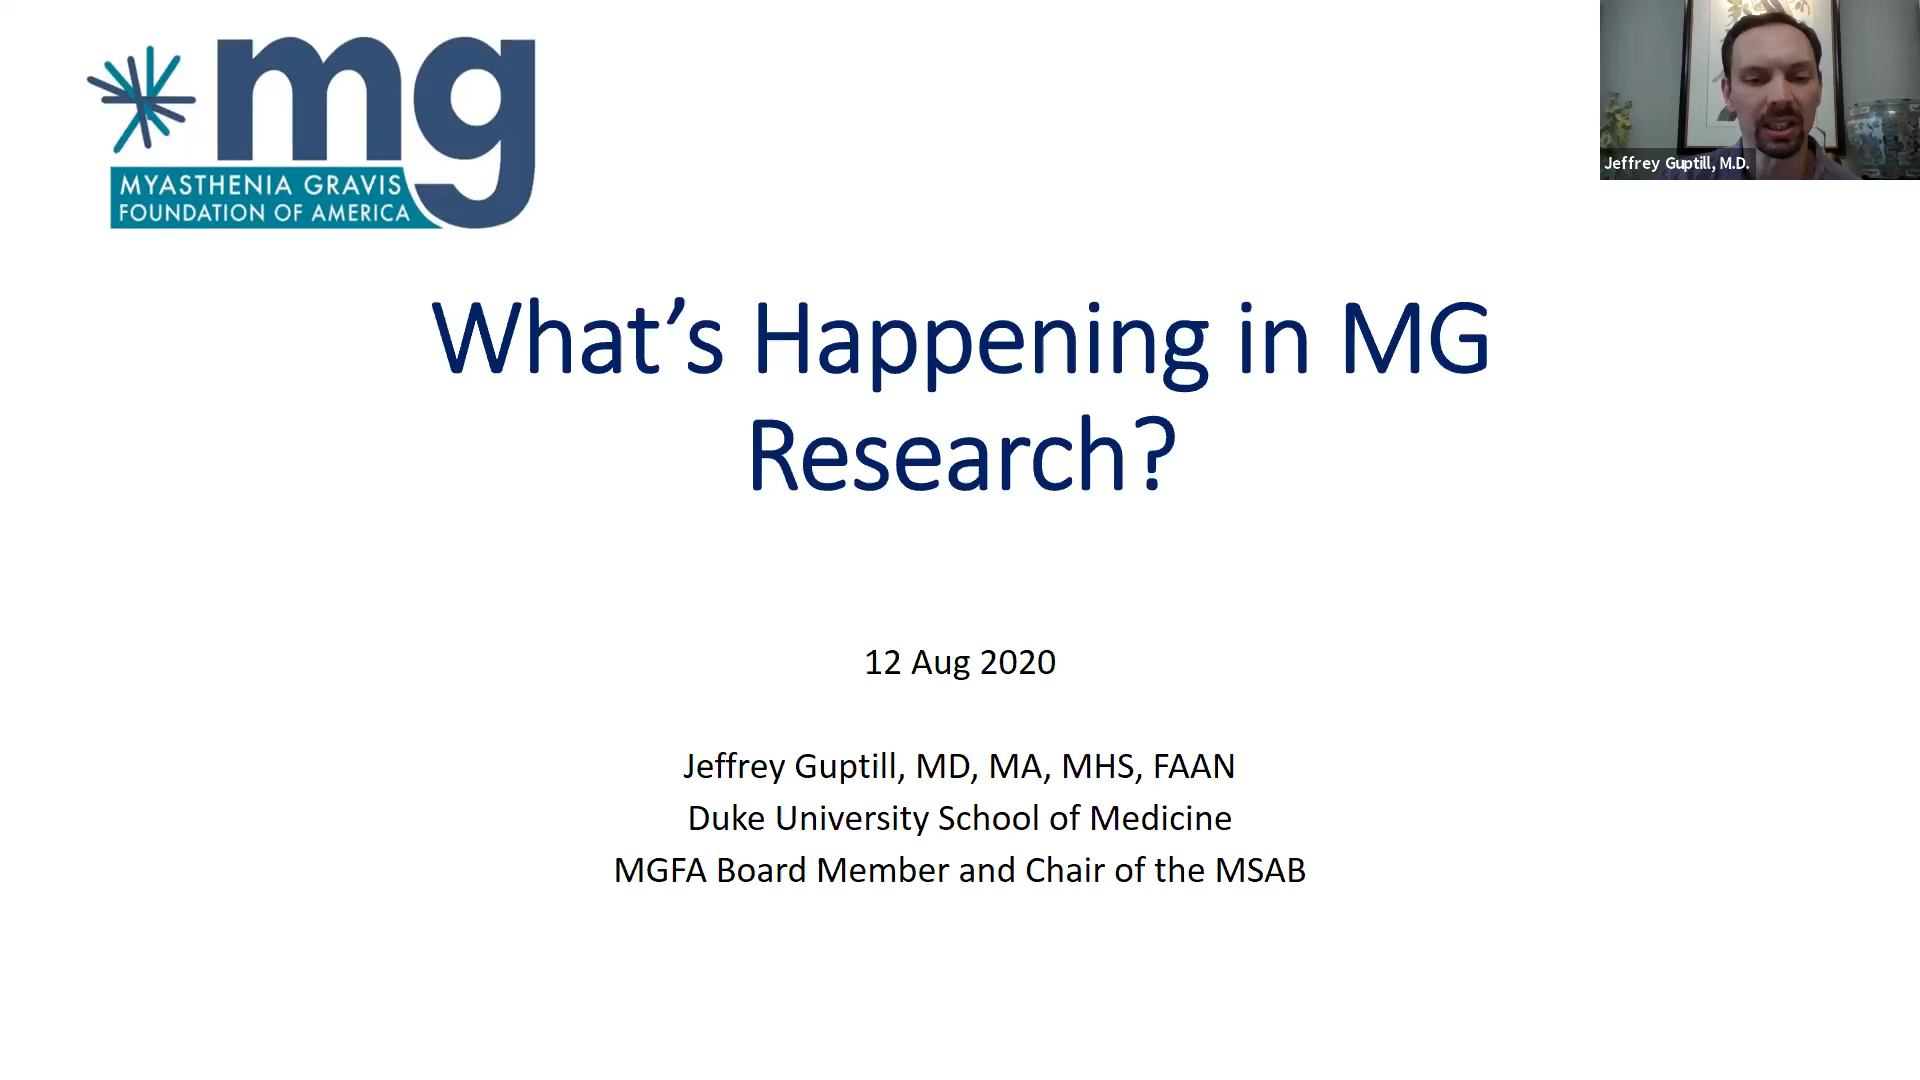 mg
MYASTHENIA GRAVIS
FOUNDATION OF AMERICA
Jeffrey Guptill, M.D.
What’s Happening in MG
Research?
12 Aug 2020
Jeffrey Guptill, MD, MA, MHS, FAAN
Duke University School of Medicine
MGFA Board Member and Chair of the MSAB